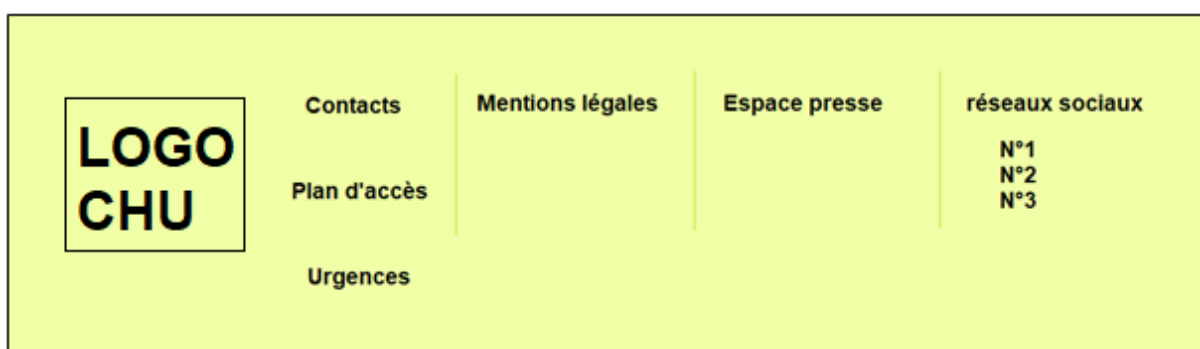 LOGO
CHU
Contacts
Plan d'accès
Urgences
Mentions légales
Espace presse
réseaux sociaux
N°1
N°2
N°3